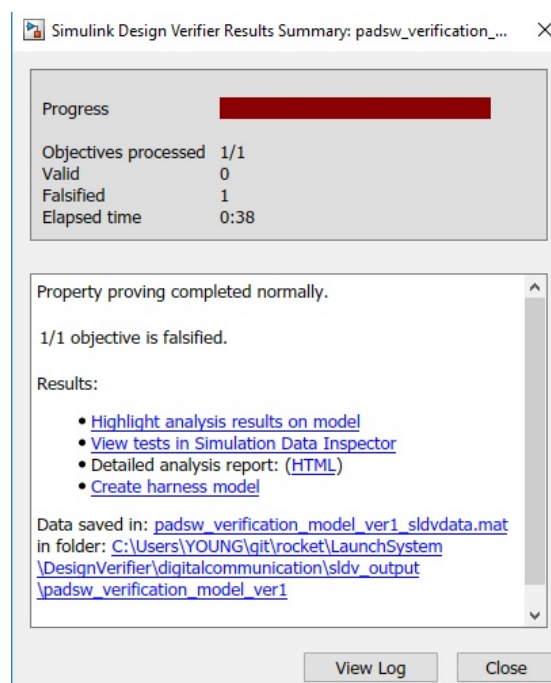 Simulink Design Verifier Results Summary: padsw_verification_...
Progress
Objectives processed 1/1
Valid 0
Falsified 1
Elapsed time 0:38
Property proving completed normally.
1/1 objective is falsified.
Results:
• Highlight analysis results on model
• View tests in Simulation Data Inspector
• Detailed analysis report: (HTML)
• Create harness model
Data saved in: padsw_verification_model_ver1_sldvdata.mat
in folder: C:\Users\YOUNG\git\rocket\LaunchSystem
\DesignVerifier\digitalcommunication\sldv_output
\padsw_verification_model_ver1
View Log Close